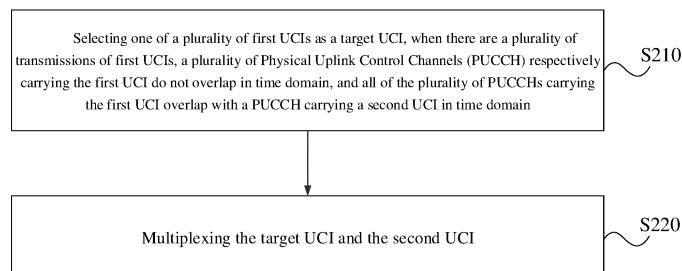 Selecting one of a plurality of first UCIs as a target UCI, when there are a plurality of
transmissions of first UCIs, a plurality of Physical Uplink Control Channels (PUCCH) respectively
carrying the first UCI do not overlap in time domain, and all of the plurality of PUCCHs carrying
the first UCI overlap with a PUCCH carrying a second UCI in time domain
S210
Multiplexing the target UCI and the second UCI
S220